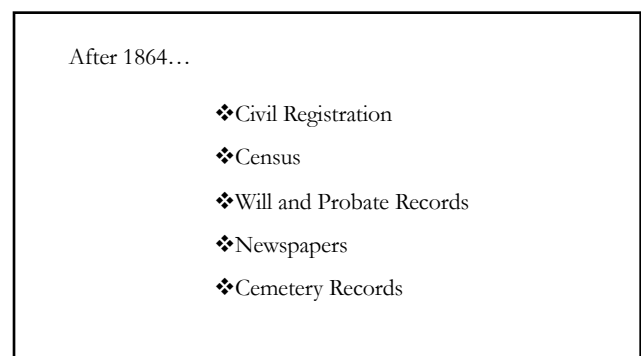 After 1864…
❖Civil Registration
❖Census
❖Will and Probate Records
❖Newspapers
❖Cemetery Records